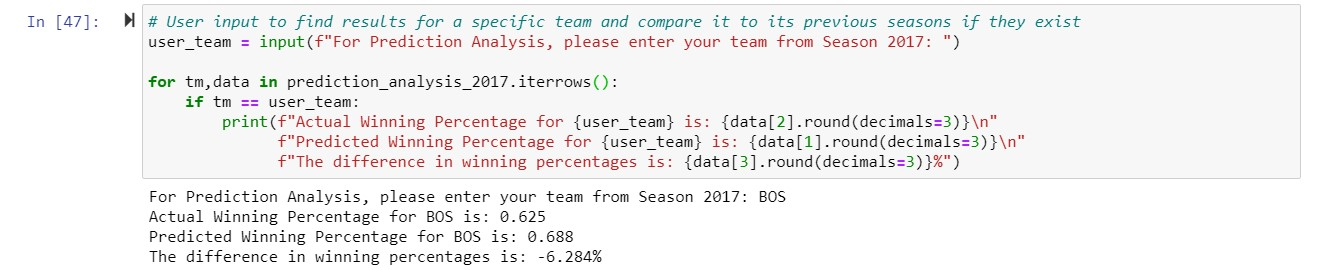 In [47]:
# User input to find results for a specific team and compare it to its previous seasons if they exist
user_team = input(f"For Prediction Analysis, please enter your team from Season 2017: ")
for tm,data in prediction_analysis_2017.iterrows():
    if tm == user_team:
        print(f"Actual Winning Percentage for {user_team} is: {data[2].round(decimals=3)}\n"
              f"Predicted Winning Percentage for {user_team} is: {data[1].round(decimals=3)}\n"
              f"The difference in winning percentages is: {data[3].round(decimals=3)}%")
For Prediction Analysis, please enter your team from Season 2017: BOS
Actual Winning Percentage for BOS is: 0.625
Predicted Winning Percentage for BOS is: 0.688
The difference in winning percentages is: -6.284%